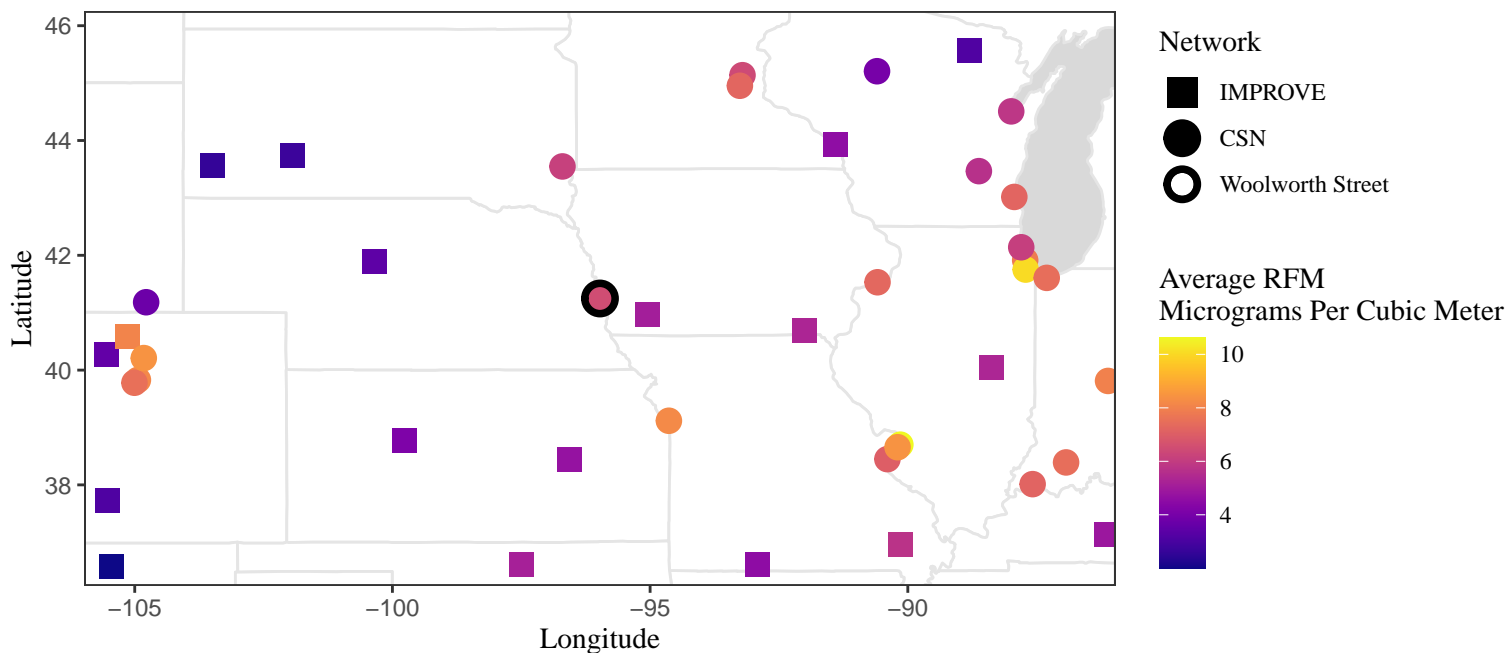 46
44
42
40
38
Latitude
−105
−100
−95
−90
Longitude
Network
IMPROVE
CSN
Woolworth Street
Average RFM
Micrograms Per Cubic Meter
10
8
6
4